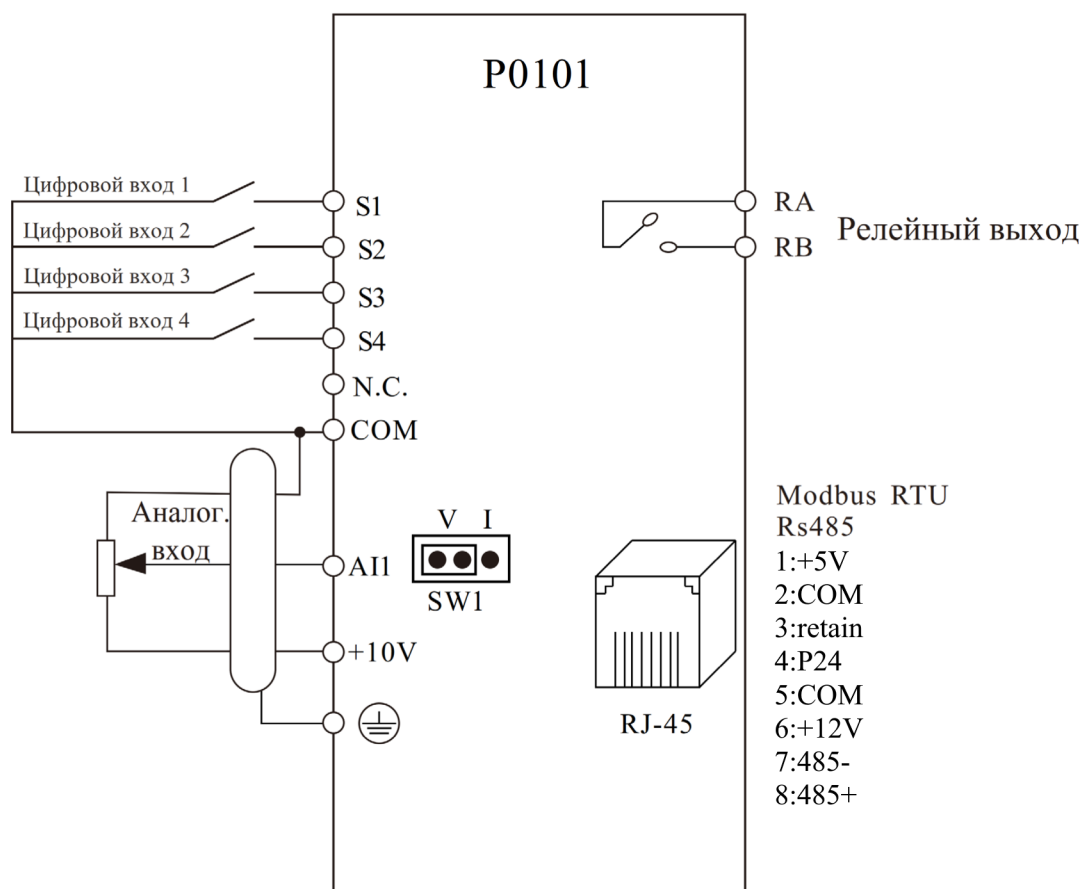 P0101
Цифровой вход 1
S1
Цифровой вход 2
S2
Цифровой вход 3
S3
Цифровой вход 4
S4
N.C.
COM
Аналог.
вход
AI1
+10V
V I
SW1
RA
RB
Релейный выход
RJ-45
Modbus RTU
Rs485
1:+5V
2:COM
3:retain
4:P24
5:COM
6:+12V
7:485-
8:485+